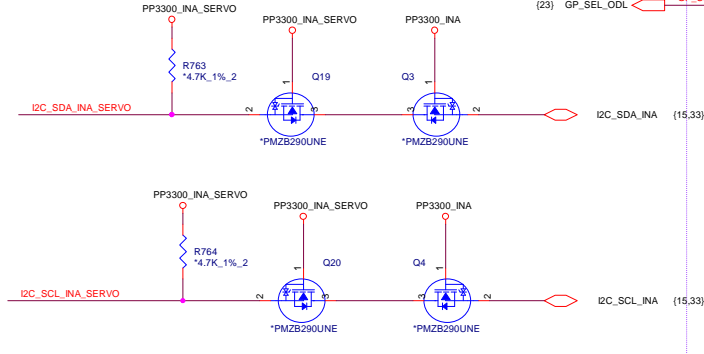 {23} GP_SEL_ODL
PP3300_INA_SERVO
PP3300_INA_SERVO
PP3300_INA
R763
*4.7K_1%_2
Q19
Q3
1
1
I2C_SDA_INA_SERVO
2
3
3
2
I2C_SDA_INA {15,33}
*PMZB290UNE
*PMZB290UNE
PP3300_INA_SERVO
PP3300_INA_SERVO
PP3300_INA
R764
*4.7K_1%_2
Q20
Q4
1
1
I2C_SCL_INA_SERVO
2
3
3
2
I2C_SCL_INA {15,33}
*PMZB290UNE
*PMZB290UNE